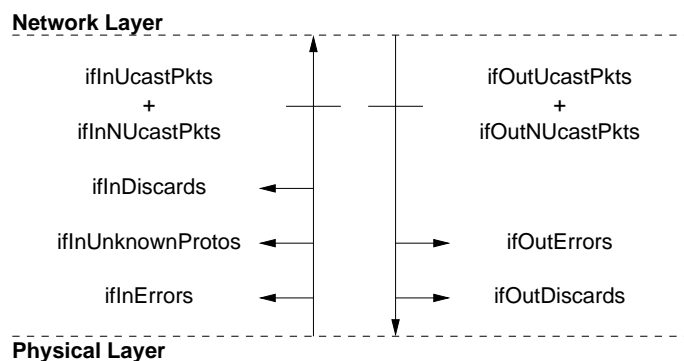 Network Layer
ifInUcastPkts
+
ifInNUcastPkts
ifOutUcastPkts
+
ifOutNUcastPkts
ifInDiscards
ifInUnknownProtos
ifOutErrors
ifInErrors
ifOutDiscards
Physical Layer